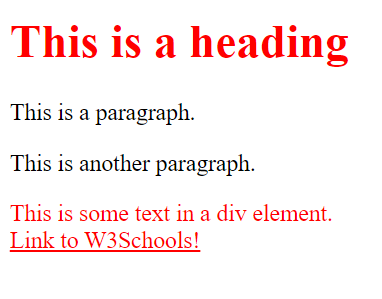 This is a heading
This is a paragraph.
This is another paragraph.
This is some text in a div element.
Link to W3Schools!